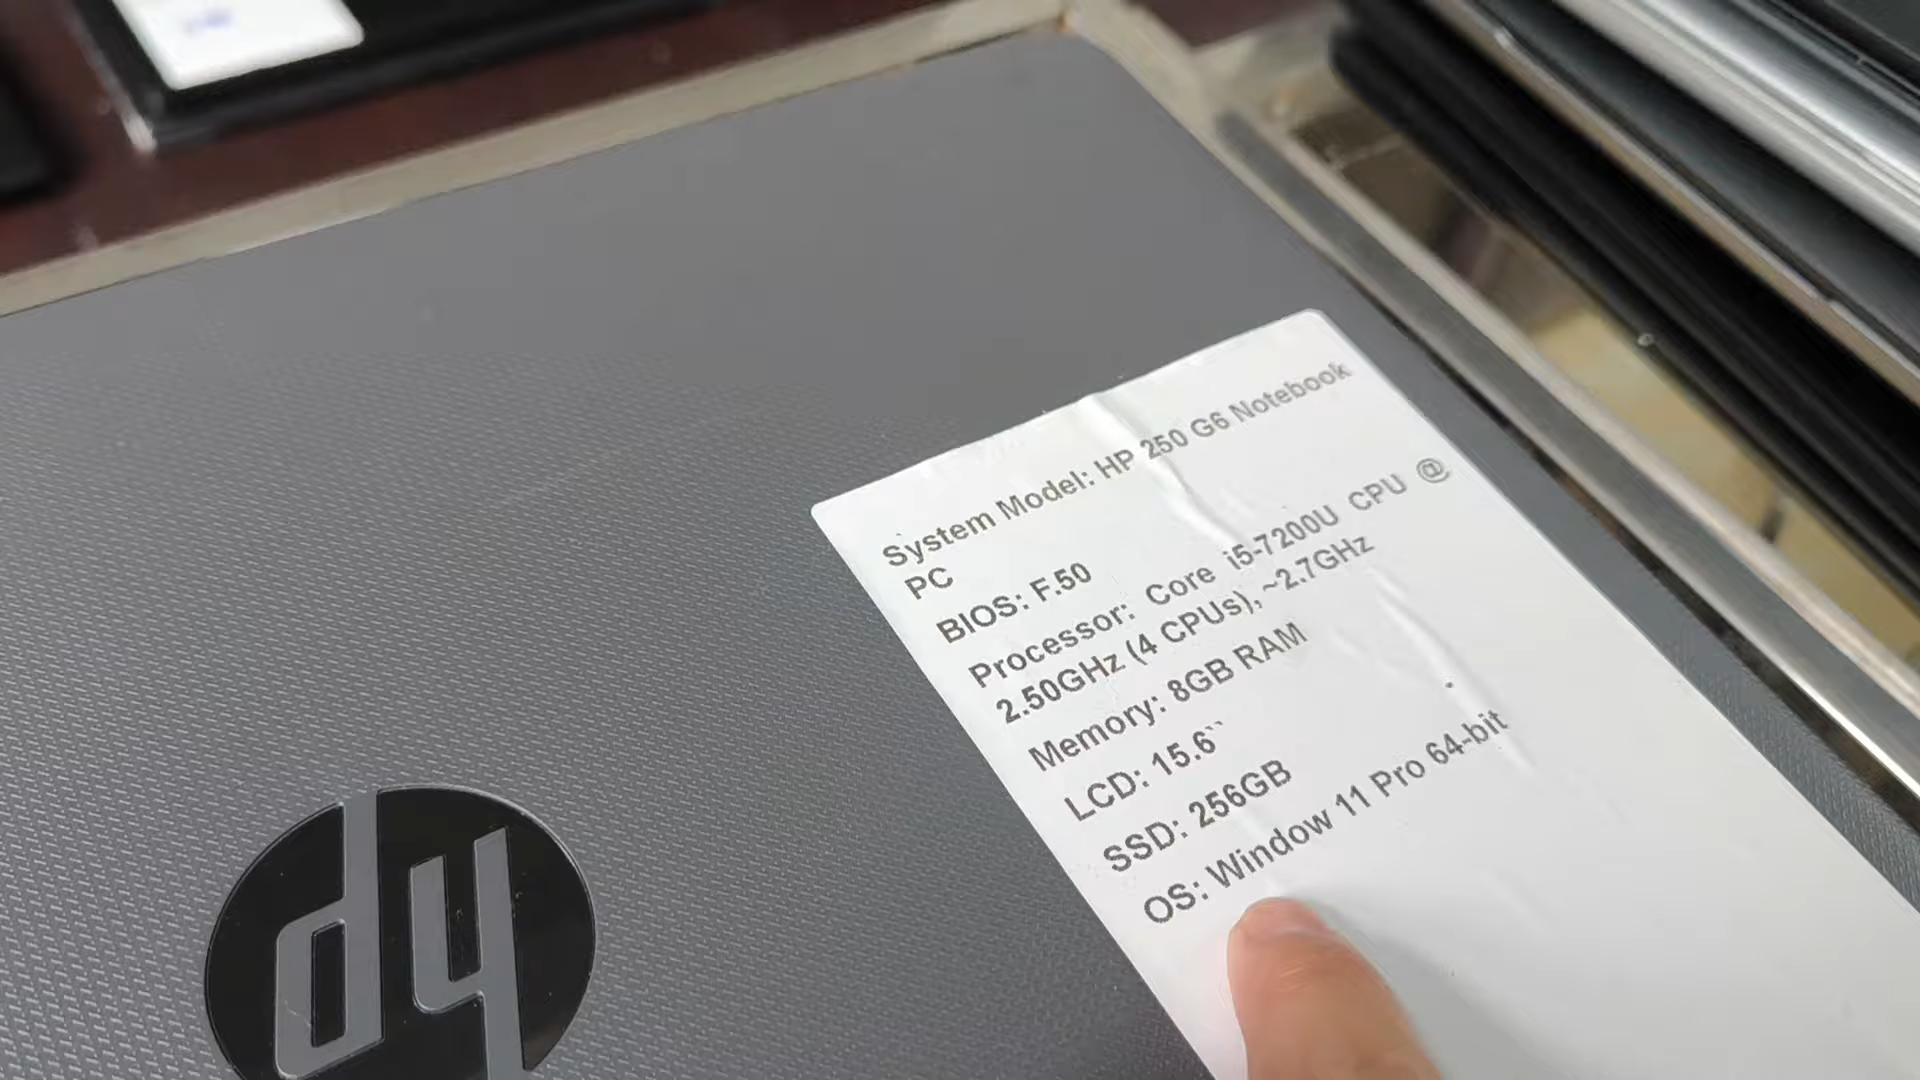 System Model: HP 250 G6 Notebook
PC
BIOS: F.50
Processor: Core i5-7200U CPU @
2.50GHz (4 CPUs), ~2.7GHz
Memory: 8GB RAM
LCD: 15.6``
SSD: 256GB
OS: Window 11 Pro 64-bit
hp